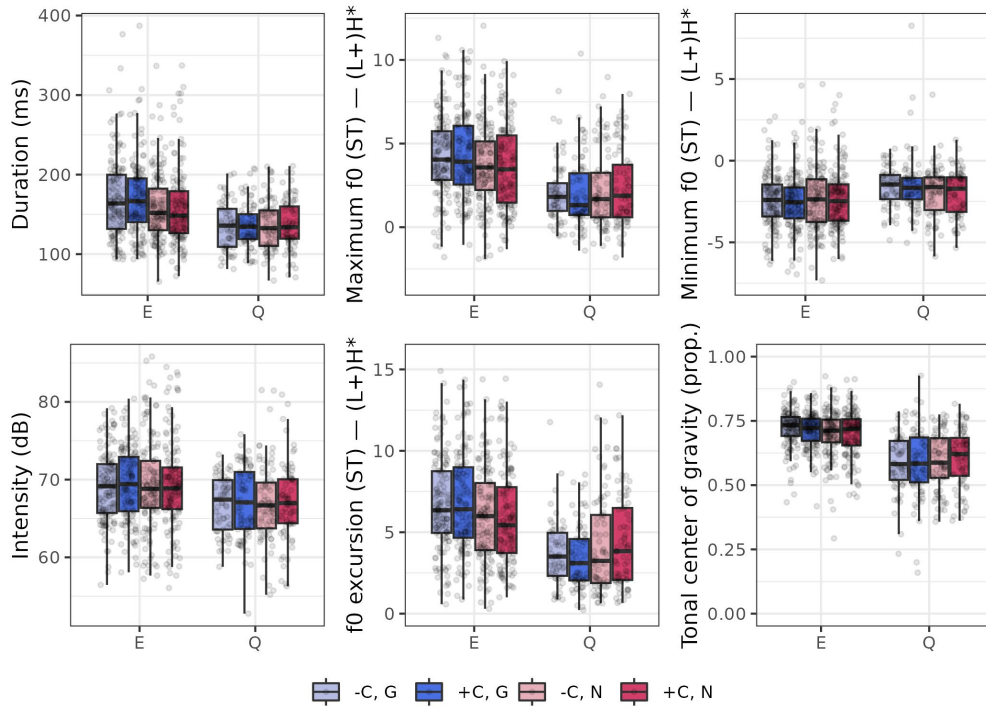 Duration (ms)
400
300
200
100
E
Q
Maximum f0 (ST) — (L+)H*
10
5
0
E
Q
Minimum f0 (ST) — (L+)H*
5
0
-5
E
Q
Intensity (dB)
80
70
60
E
Q
f0 excursion (ST) — (L+)H*
15
10
5
0
E
Q
Tonal center of gravity (prop.)
1.00
0.75
0.50
0.25
0.00
E
Q
-C, G
+C, G
-C, N
+C, N